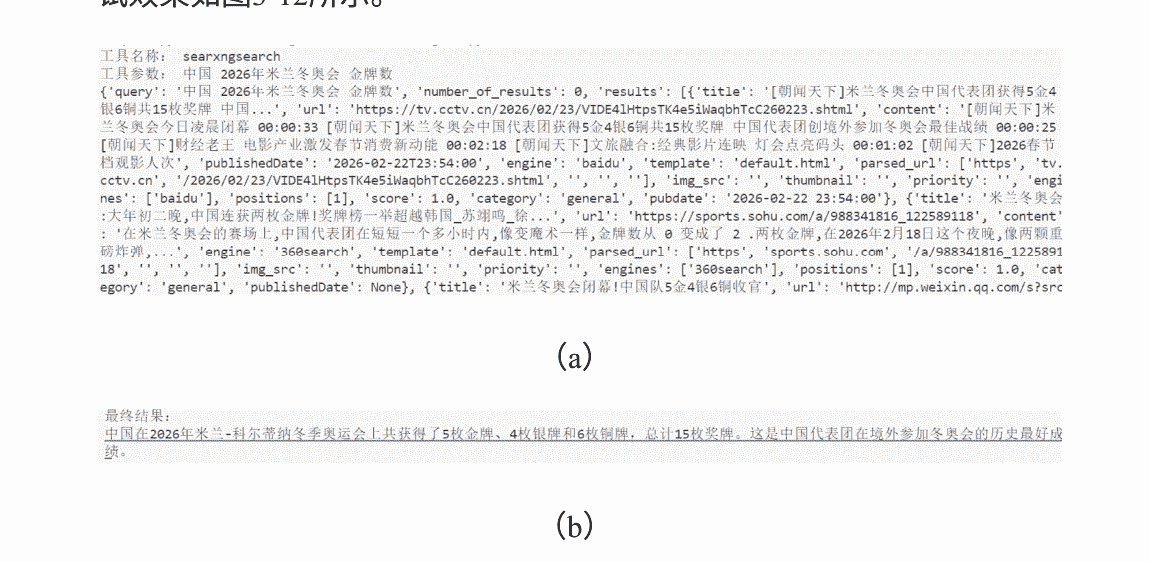 试效果如图5-12所示。
工具名称： searxngsearch
工具参数： 中国 2026年米兰冬奥会 金牌数
{'query': '中国 2026年米兰冬奥会 金牌数', 'number_of_results': 0, 'results': [{'title': '[朝闻天下]米兰冬奥会中国代表团获得5金4
银6铜共15枚奖牌 中国...', 'url': 'https://tv.cctv.cn/2026/02/23/VIDE4lHtpsTK4e5iWaqbhTcC260223.shtml', 'content': '[朝闻天下]米
兰冬奥会今日凌晨闭幕 00:00:33 [朝闻天下]米兰冬奥会中国代表团获得5金4银6铜共15枚奖牌 中国代表团创境外参加冬奥会最佳战绩 00:00:25
[朝闻天下]财经老王 电影产业激发春节消费新动能 00:02:18 [朝闻天下]文旅融合:经典影片连映 灯会点亮码头 00:01:02 [朝闻天下]2026春节
档观影人次', 'publishedDate': '2026-02-22T23:54:00', 'engine': 'baidu', 'template': 'default.html', 'parsed_url': ['https', 'tv.
cctv.cn', '/2026/02/23/VIDE4lHtpsTK4e5iWaqbhTcC260223.shtml', '', '', ''], 'img_src': '', 'thumbnail': '', 'priority': '', 'engi
nes': ['baidu'], 'positions': [1], 'score': 1.0, 'category': 'general', 'pubdate': '2026-02-22 23:54:00'}, {'title': '米兰冬奥会
:大年初二晚,中国连获两枚金牌!奖牌榜一举超越韩国_苏翊鸣_徐...', 'url': 'https://sports.sohu.com/a/988341816_122589118', 'content'
: '在米兰冬奥会的赛场上,中国代表团在短短一个多小时内,像变魔术一样,金牌数从 0 变成了 2 .两枚金牌,在2026年2月18日这个夜晚,像两颗重
磅炸弹,...', 'engine': '360search', 'template': 'default.html', 'parsed_url': ['https', 'sports.sohu.com', '/a/988341816_1225891
18', '', '', ''], 'img_src': '', 'thumbnail': '', 'priority': '', 'engines': ['360search'], 'positions': [1], 'score': 1.0, 'cat
egory': 'general', 'publishedDate': None}, {'title': '米兰冬奥会闭幕!中国队5金4银6铜收官', 'url': 'http://mp.weixin.qq.com/s?src
(a)
最终结果：
中国在2026年米兰-科尔蒂纳冬季奥运会上共获得了5枚金牌、4枚银牌和6枚铜牌，总计15枚奖牌。这是中国代表团在境外参加冬奥会的历史最好成
绩。
(b)